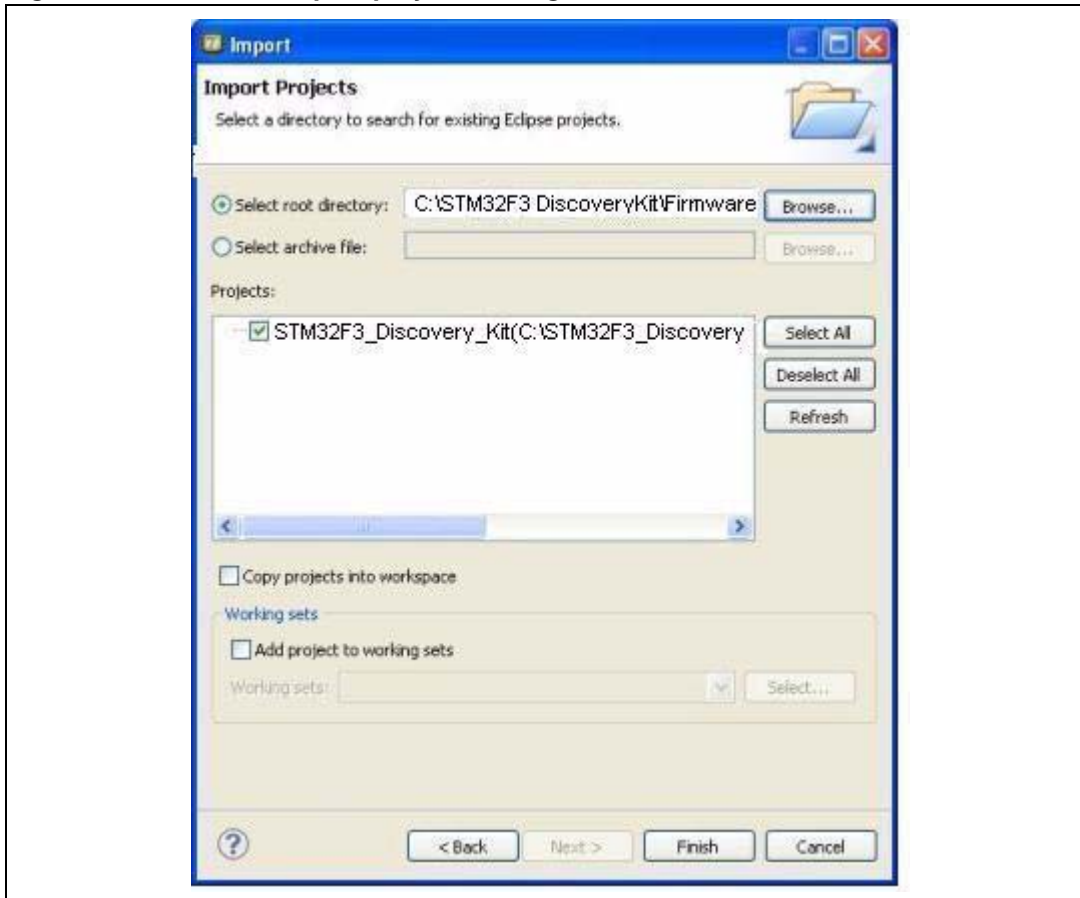 Import
Import Projects
Select a directory to search for existing Eclipse projects.
Select root directory: C:\STM32F3 DiscoveryKit\Firmware Browse...
Select archive file: Browse...
Projects:
STM32F3_Discovery_Kit(C:\STM32F3_Discovery
Select All
Deselect All
Refresh
Copy projects into workspace
Working sets
Add project to working sets
Working sets: Select...
? < Back Next > Finish Cancel